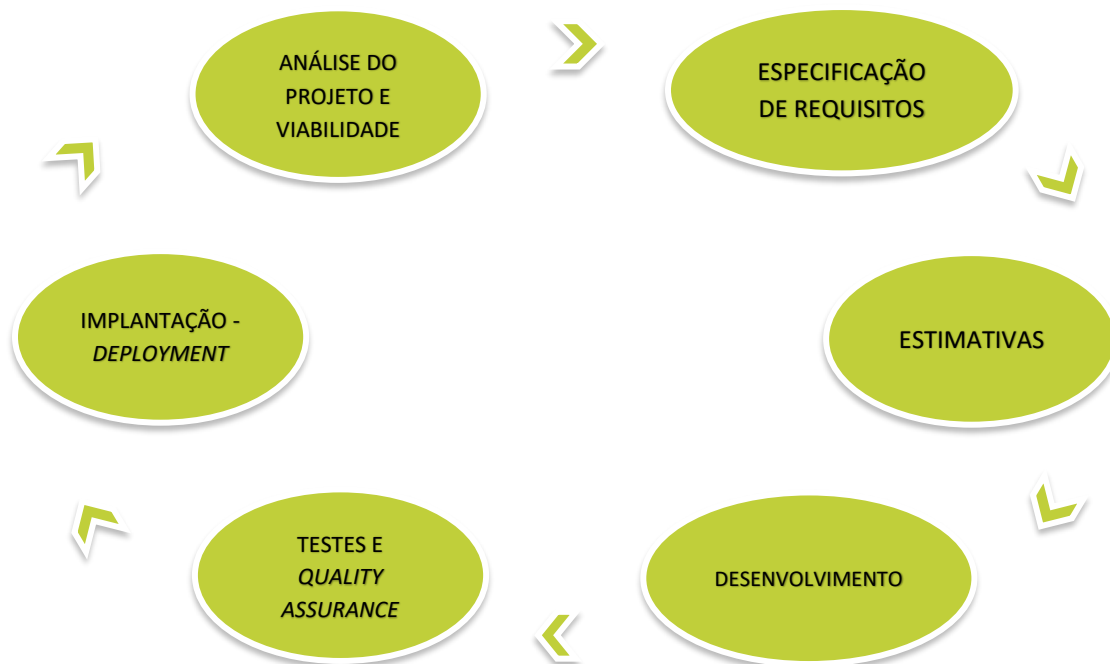 ANÁLISE DO
PROJETO E
VIABILIDADE
ESPECIFICAÇÃO
DE REQUISITOS
ESTIMATIVAS
DESENVOLVIMENTO
TESTES E
QUALITY
ASSURANCE
IMPLANTAÇÃO -
DEPLOYMENT